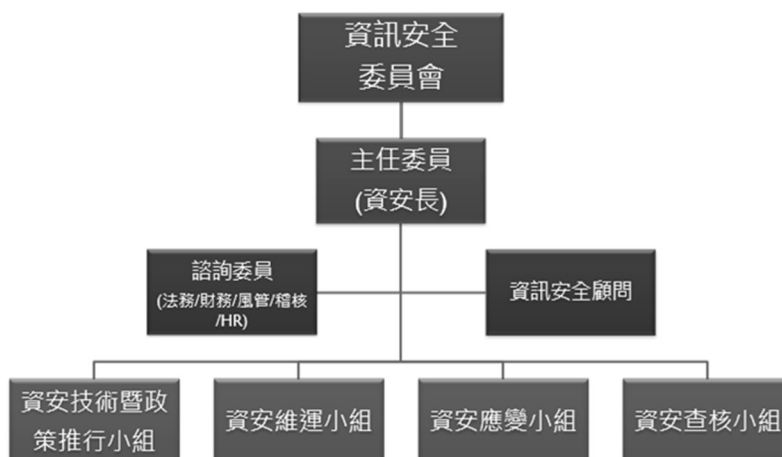 資訊安全
委員會
主任委員
(資安長)
諮詢委員
(法務/財務/風管/稽核
/HR)
資訊安全顧問
資安技術暨政
策推行小組
資安維運小組
資安應變小組
資安查核小組